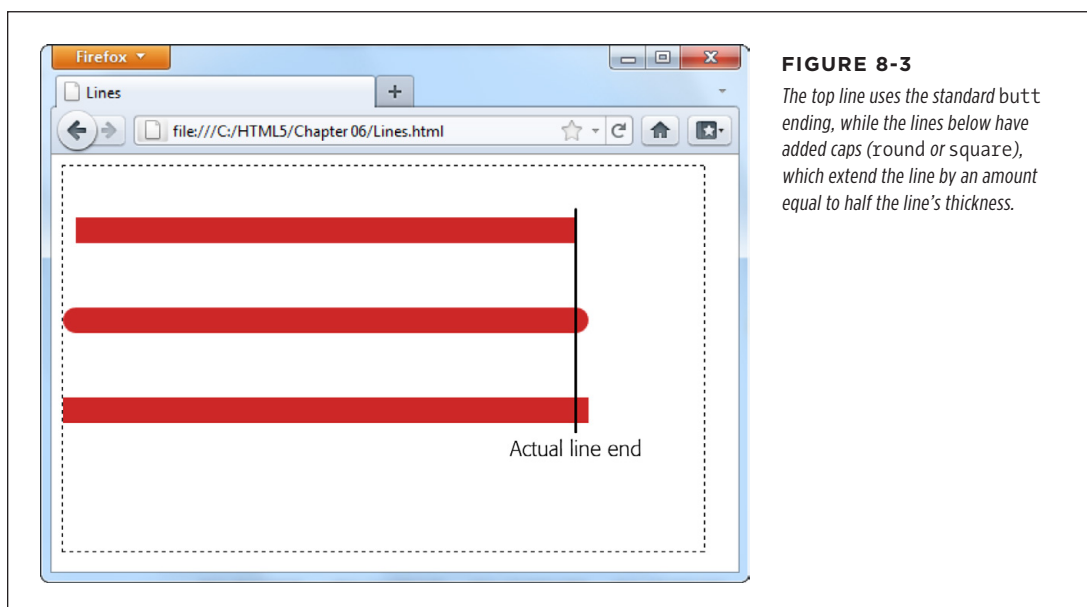 Firefox
Lines
file:///C:/HTML5/Chapter 06/Lines.html
Actual line end
FIGURE 8-3
The top line uses the standard butt
ending, while the lines below have
added caps (round or square),
which extend the line by an amount
equal to half the line's thickness.